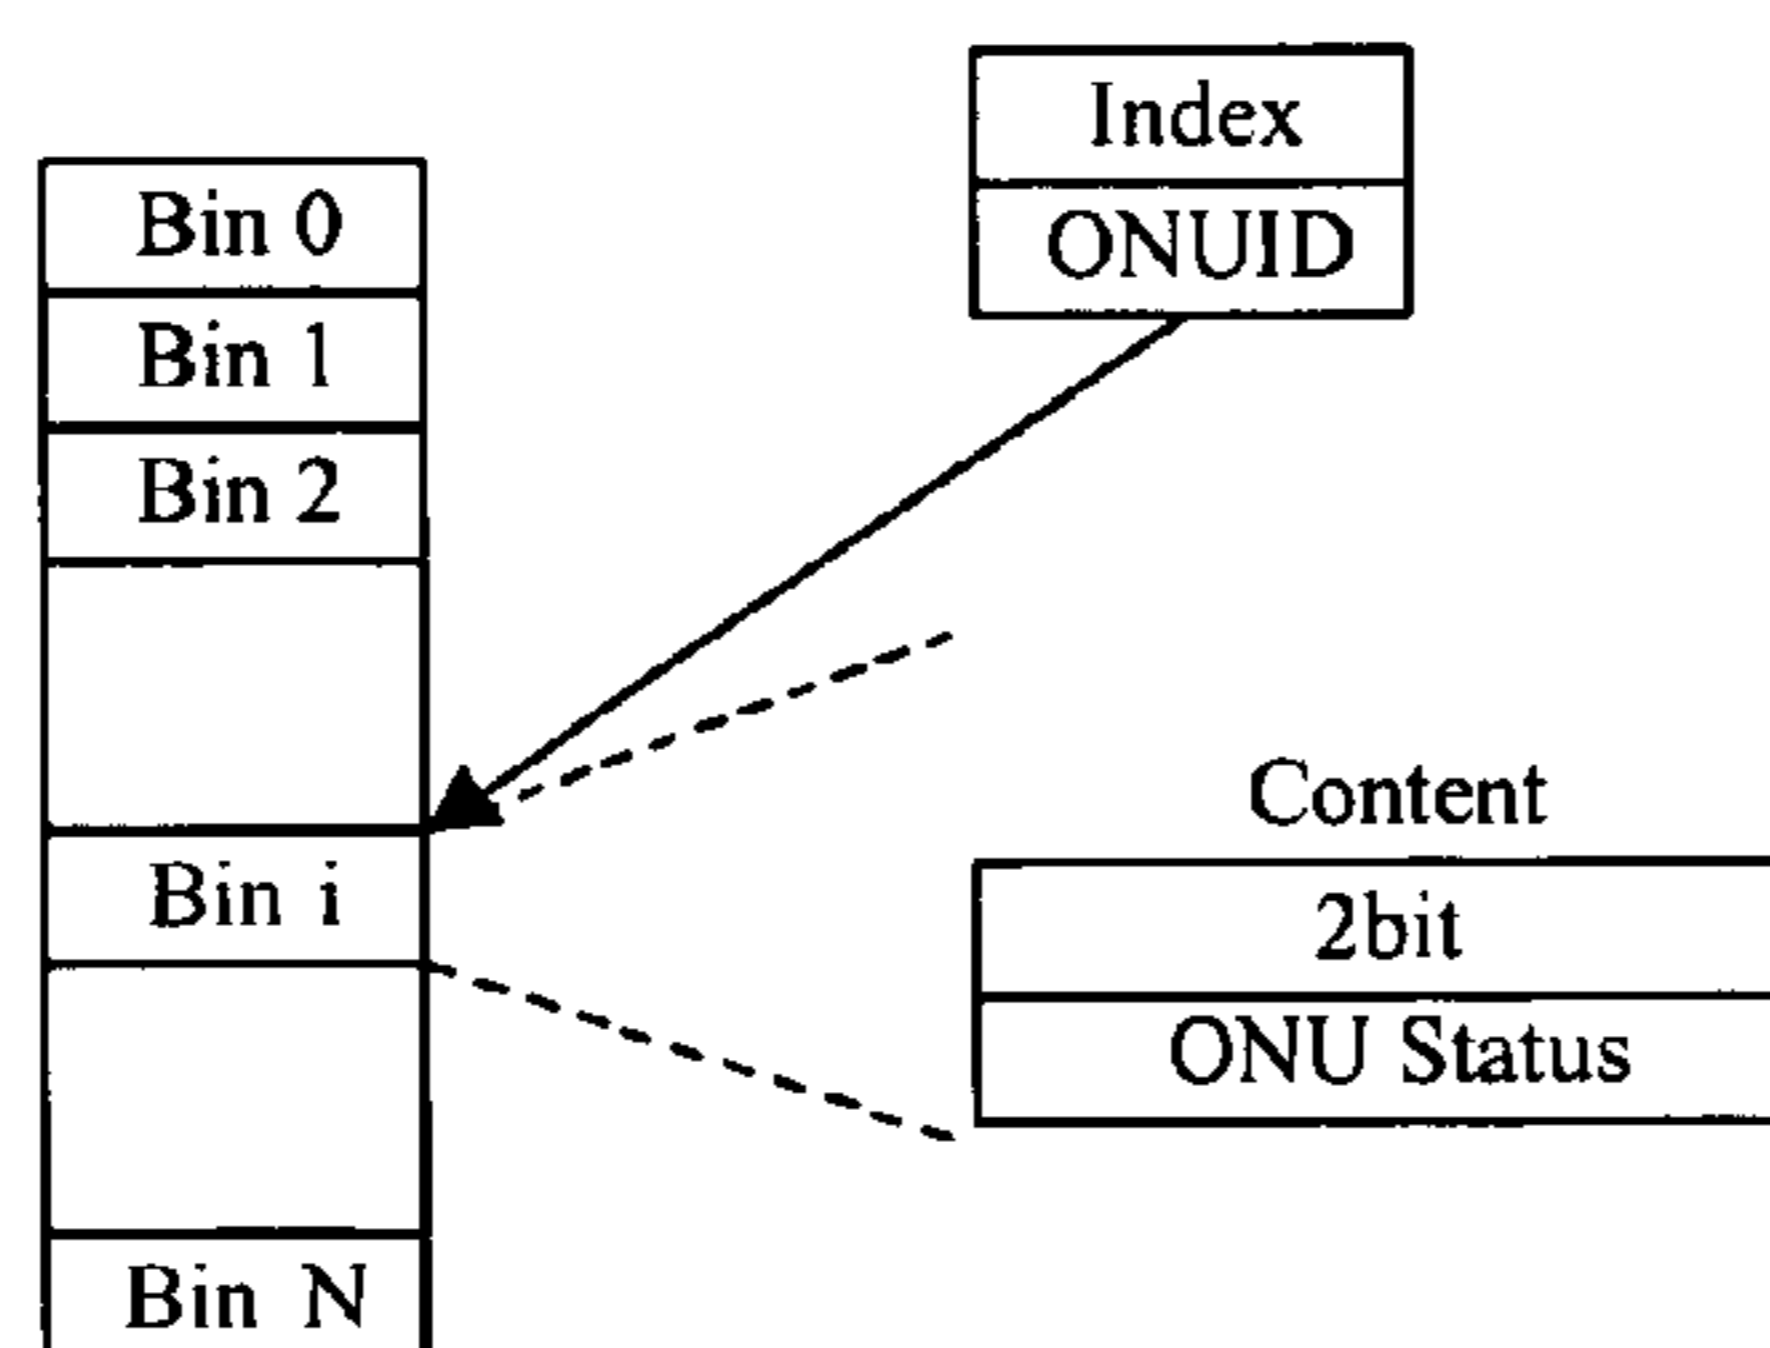 Index
ONUID
Bin 0
Bin 1
Bin 2
Bin i
Bin N
Content
2bit
ONU Status